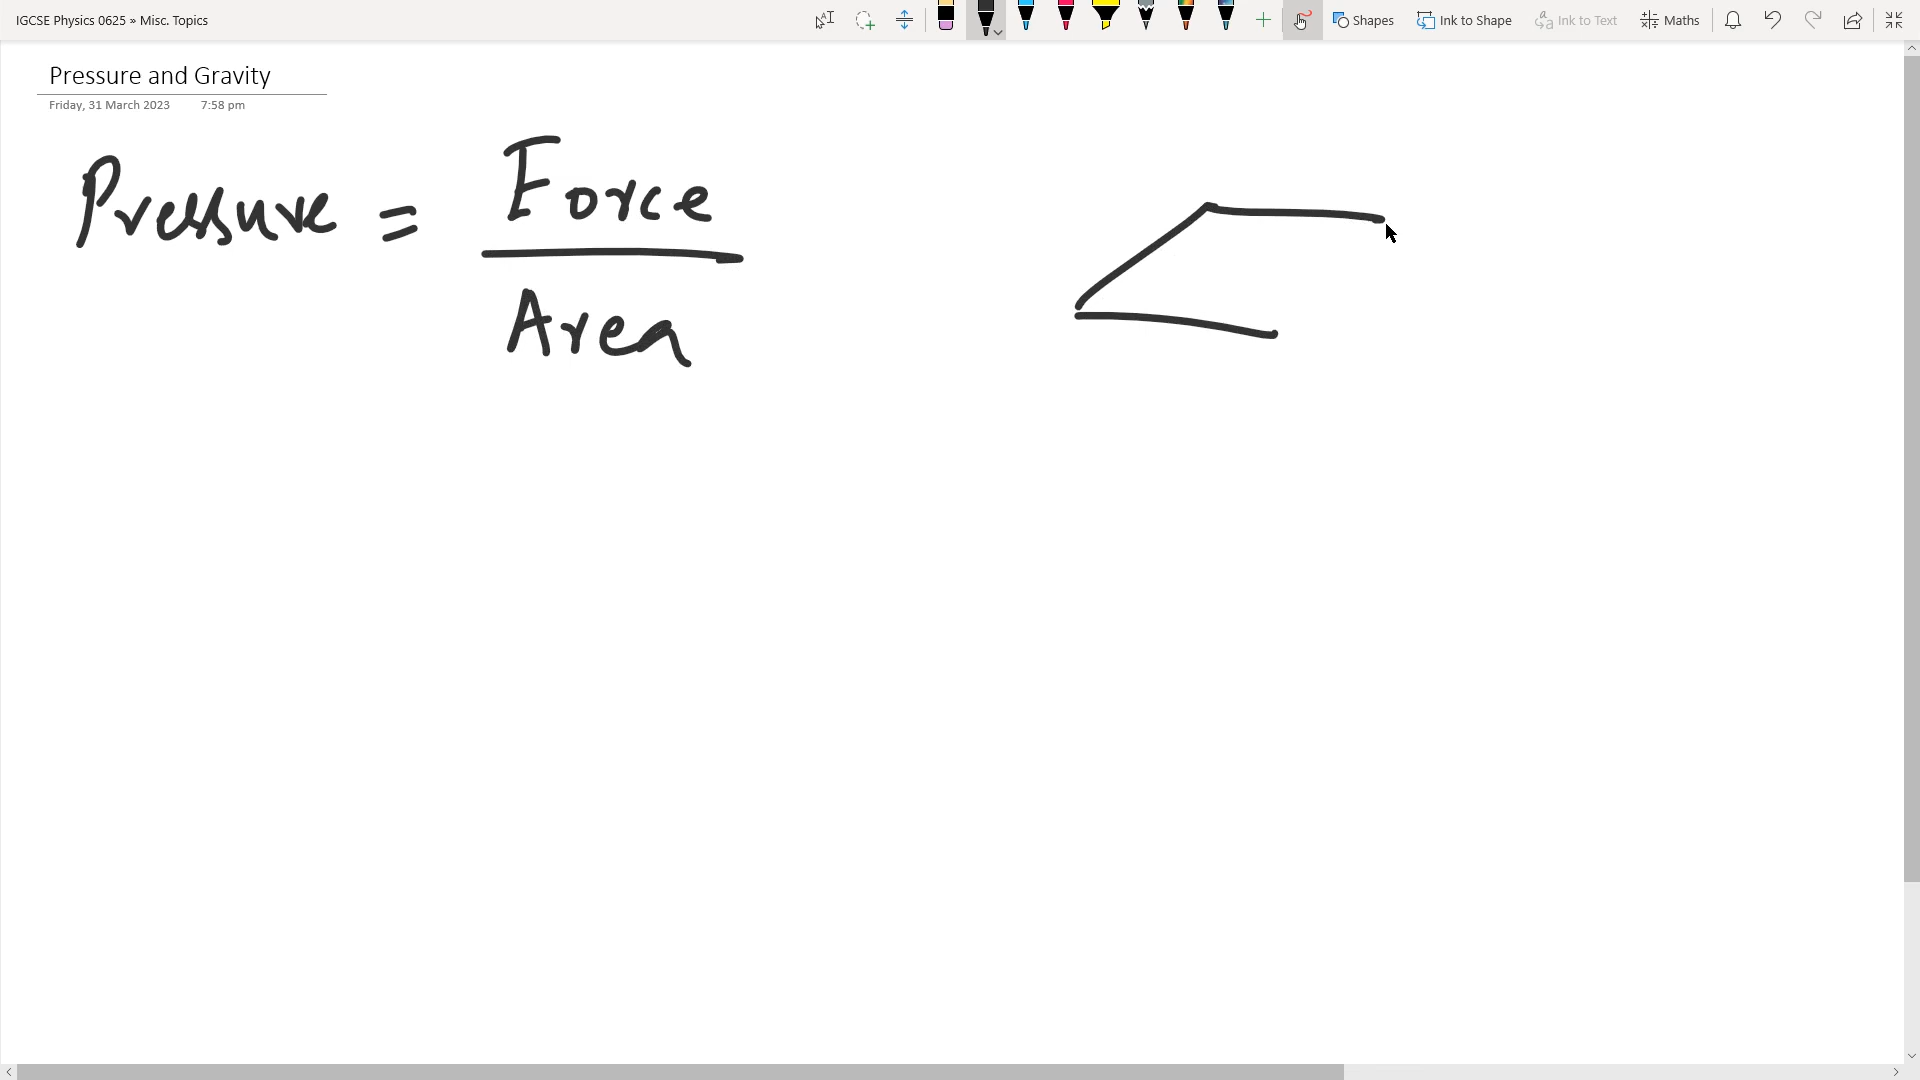 IGCSE Physics 0625 » Misc. Topics
Shapes
Ink to Shape
Ink to Text
Maths
Pressure and Gravity
Friday, 31 March 2023 7:58 pm
Pressure = Force
Area